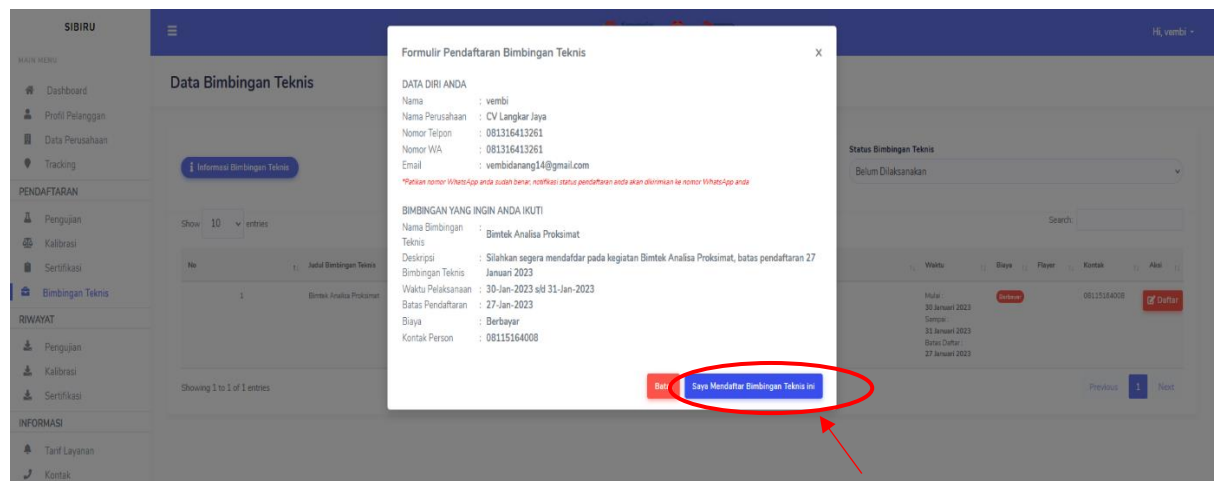 SIBIRU
Hi, vembi
MAIN MENU
Dashboard
Profil Pelanggan
Data Perusahaan
Tracking
PENDAFTARAN
Pengujian
Kalibrasi
Sertifikasi
Bimbingan Teknis
RIWAYAT
Pengujian
Kalibrasi
Sertifikasi
INFORMASI
Tarif Layanan
Kontak
Data Bimbingan Teknis
Informasi Bimbingan Teknis
Status Bimbingan Teknis
Belum Dilaksanakan
Show 10 entries
Search:
No Judul Bimbingan Teknis Waktu Biaya Flayer Kontak Aksi
1 Bimtek Analisa Proksimat
Mulai :
30 Januari 2023
Sampai :
31 Januari 2023
Batas Daftar :
27 Januari 2023
Berbayar
08115164008
Daftar
Showing 1 to 1 of 1 entries
Previous 1 Next
Formulir Pendaftaran Bimbingan Teknis X
DATA DIRI ANDA
Nama : vembi
Nama Perusahaan : CV Langkar Jaya
Nomor Telpon : 081316413261
Nomor WA : 081316413261
Email : vembidanang14@gmail.com
*Patikan nomor WhatsApp anda sudah benar, notifikasi status pendaftaran anda akan dikirimkan ke nomor WhatsApp anda
BIMBINGAN YANG INGIN ANDA IKUTI
Nama Bimbingan Teknis : Bimtek Analisa Proksimat
Deskripsi Bimbingan Teknis : Silahkan segera mendafdar pada kegiatan Bimtek Analisa Proksimat, batas pendaftaran 27
Januari 2023
Waktu Pelaksanaan : 30-Jan-2023 s/d 31-Jan-2023
Batas Pendaftaran : 27-Jan-2023
Biaya : Berbayar
Kontak Person : 08115164008
Saya Mendaftar Bimbingan Teknis ini